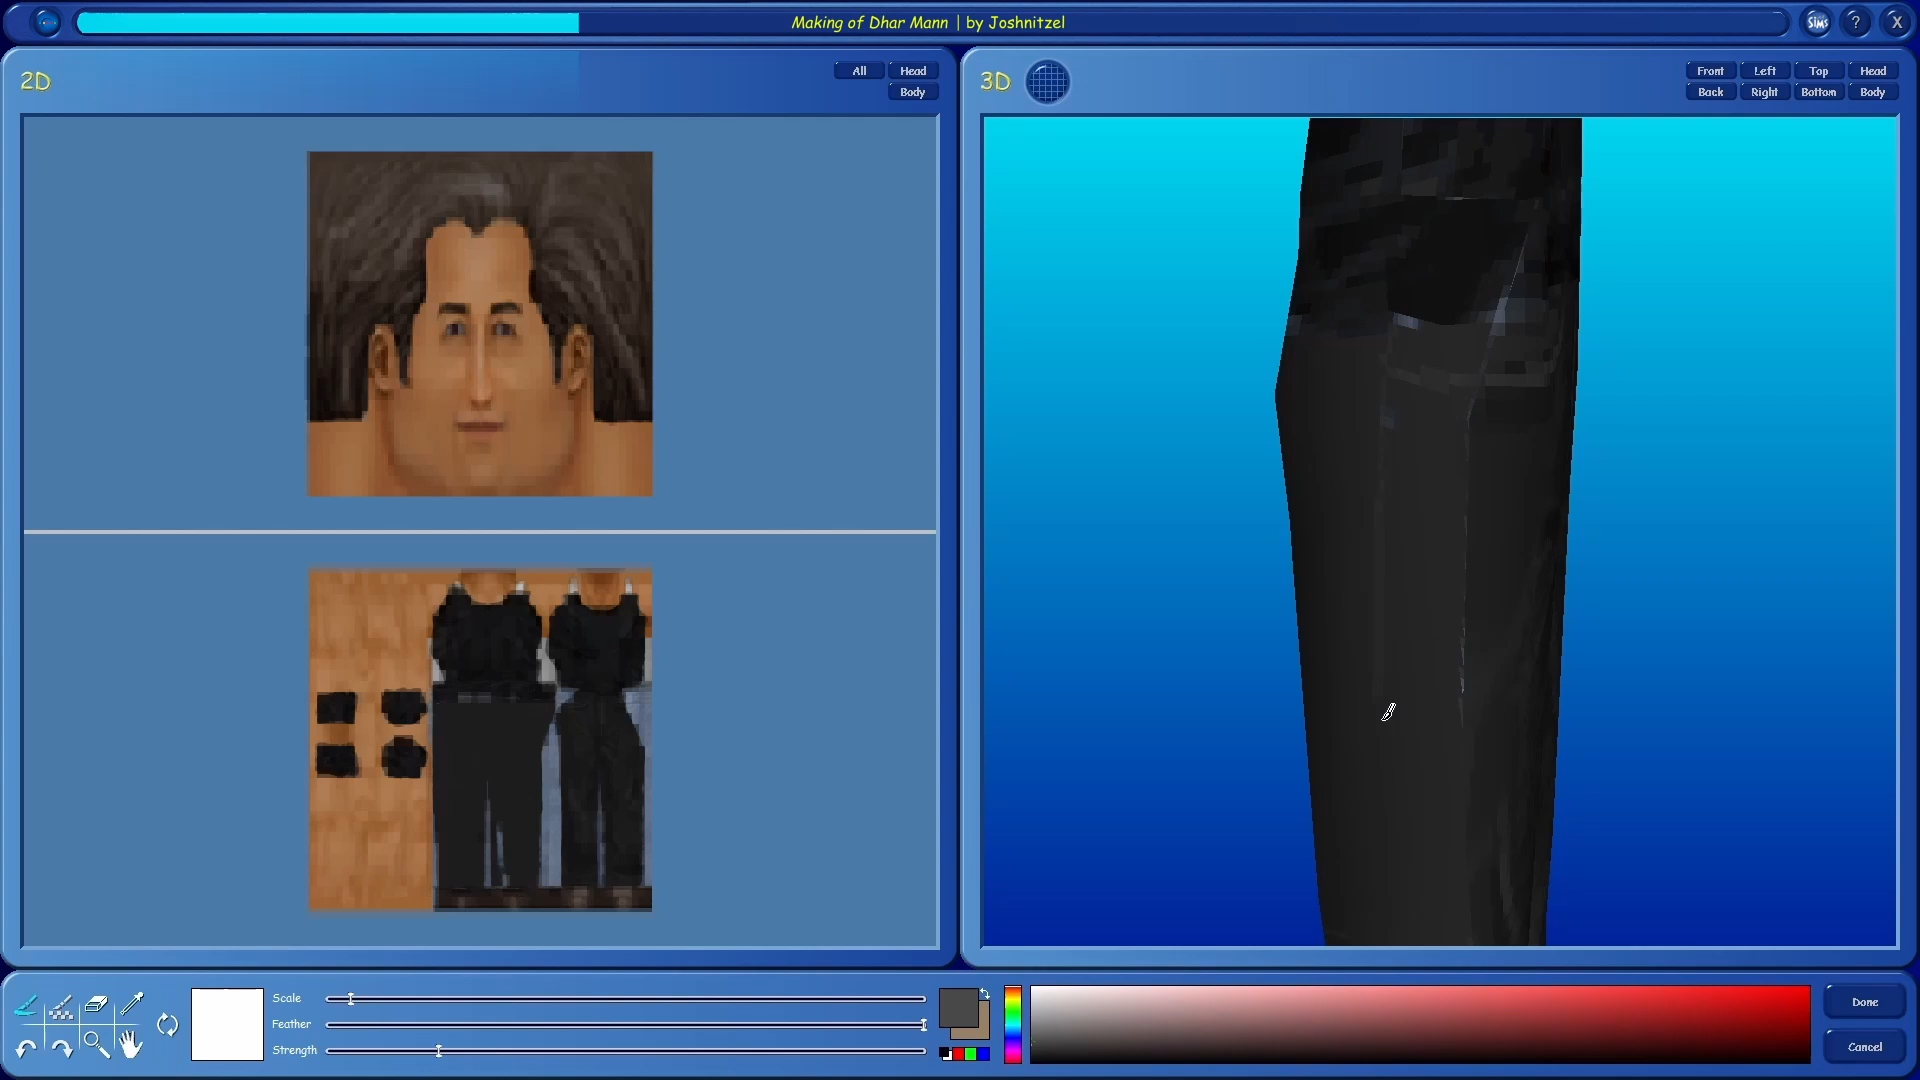 Making of Dhar Mann | by Joshnitzel
SiMS
?
X
2D
All
Head
Body
3D
Front
Left
Top
Head
Back
Right
Bottom
Body
Scale
Feather
Strength
Done
Cancel